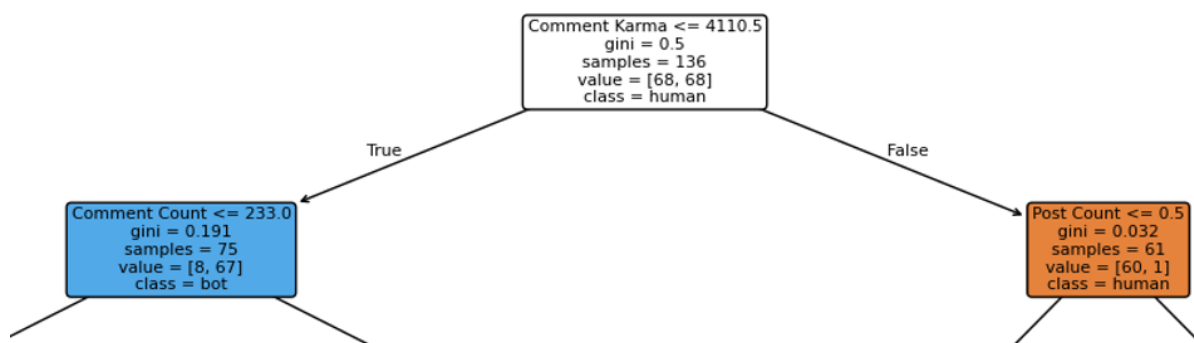 Comment Karma <= 4110.5
gini = 0.5
samples = 136
value = [68, 68]
class = human
True
False
Comment Count <= 233.0
gini = 0.191
samples = 75
value = [8, 67]
class = bot
Post Count <= 0.5
gini = 0.032
samples = 61
value = [60, 1]
class = human